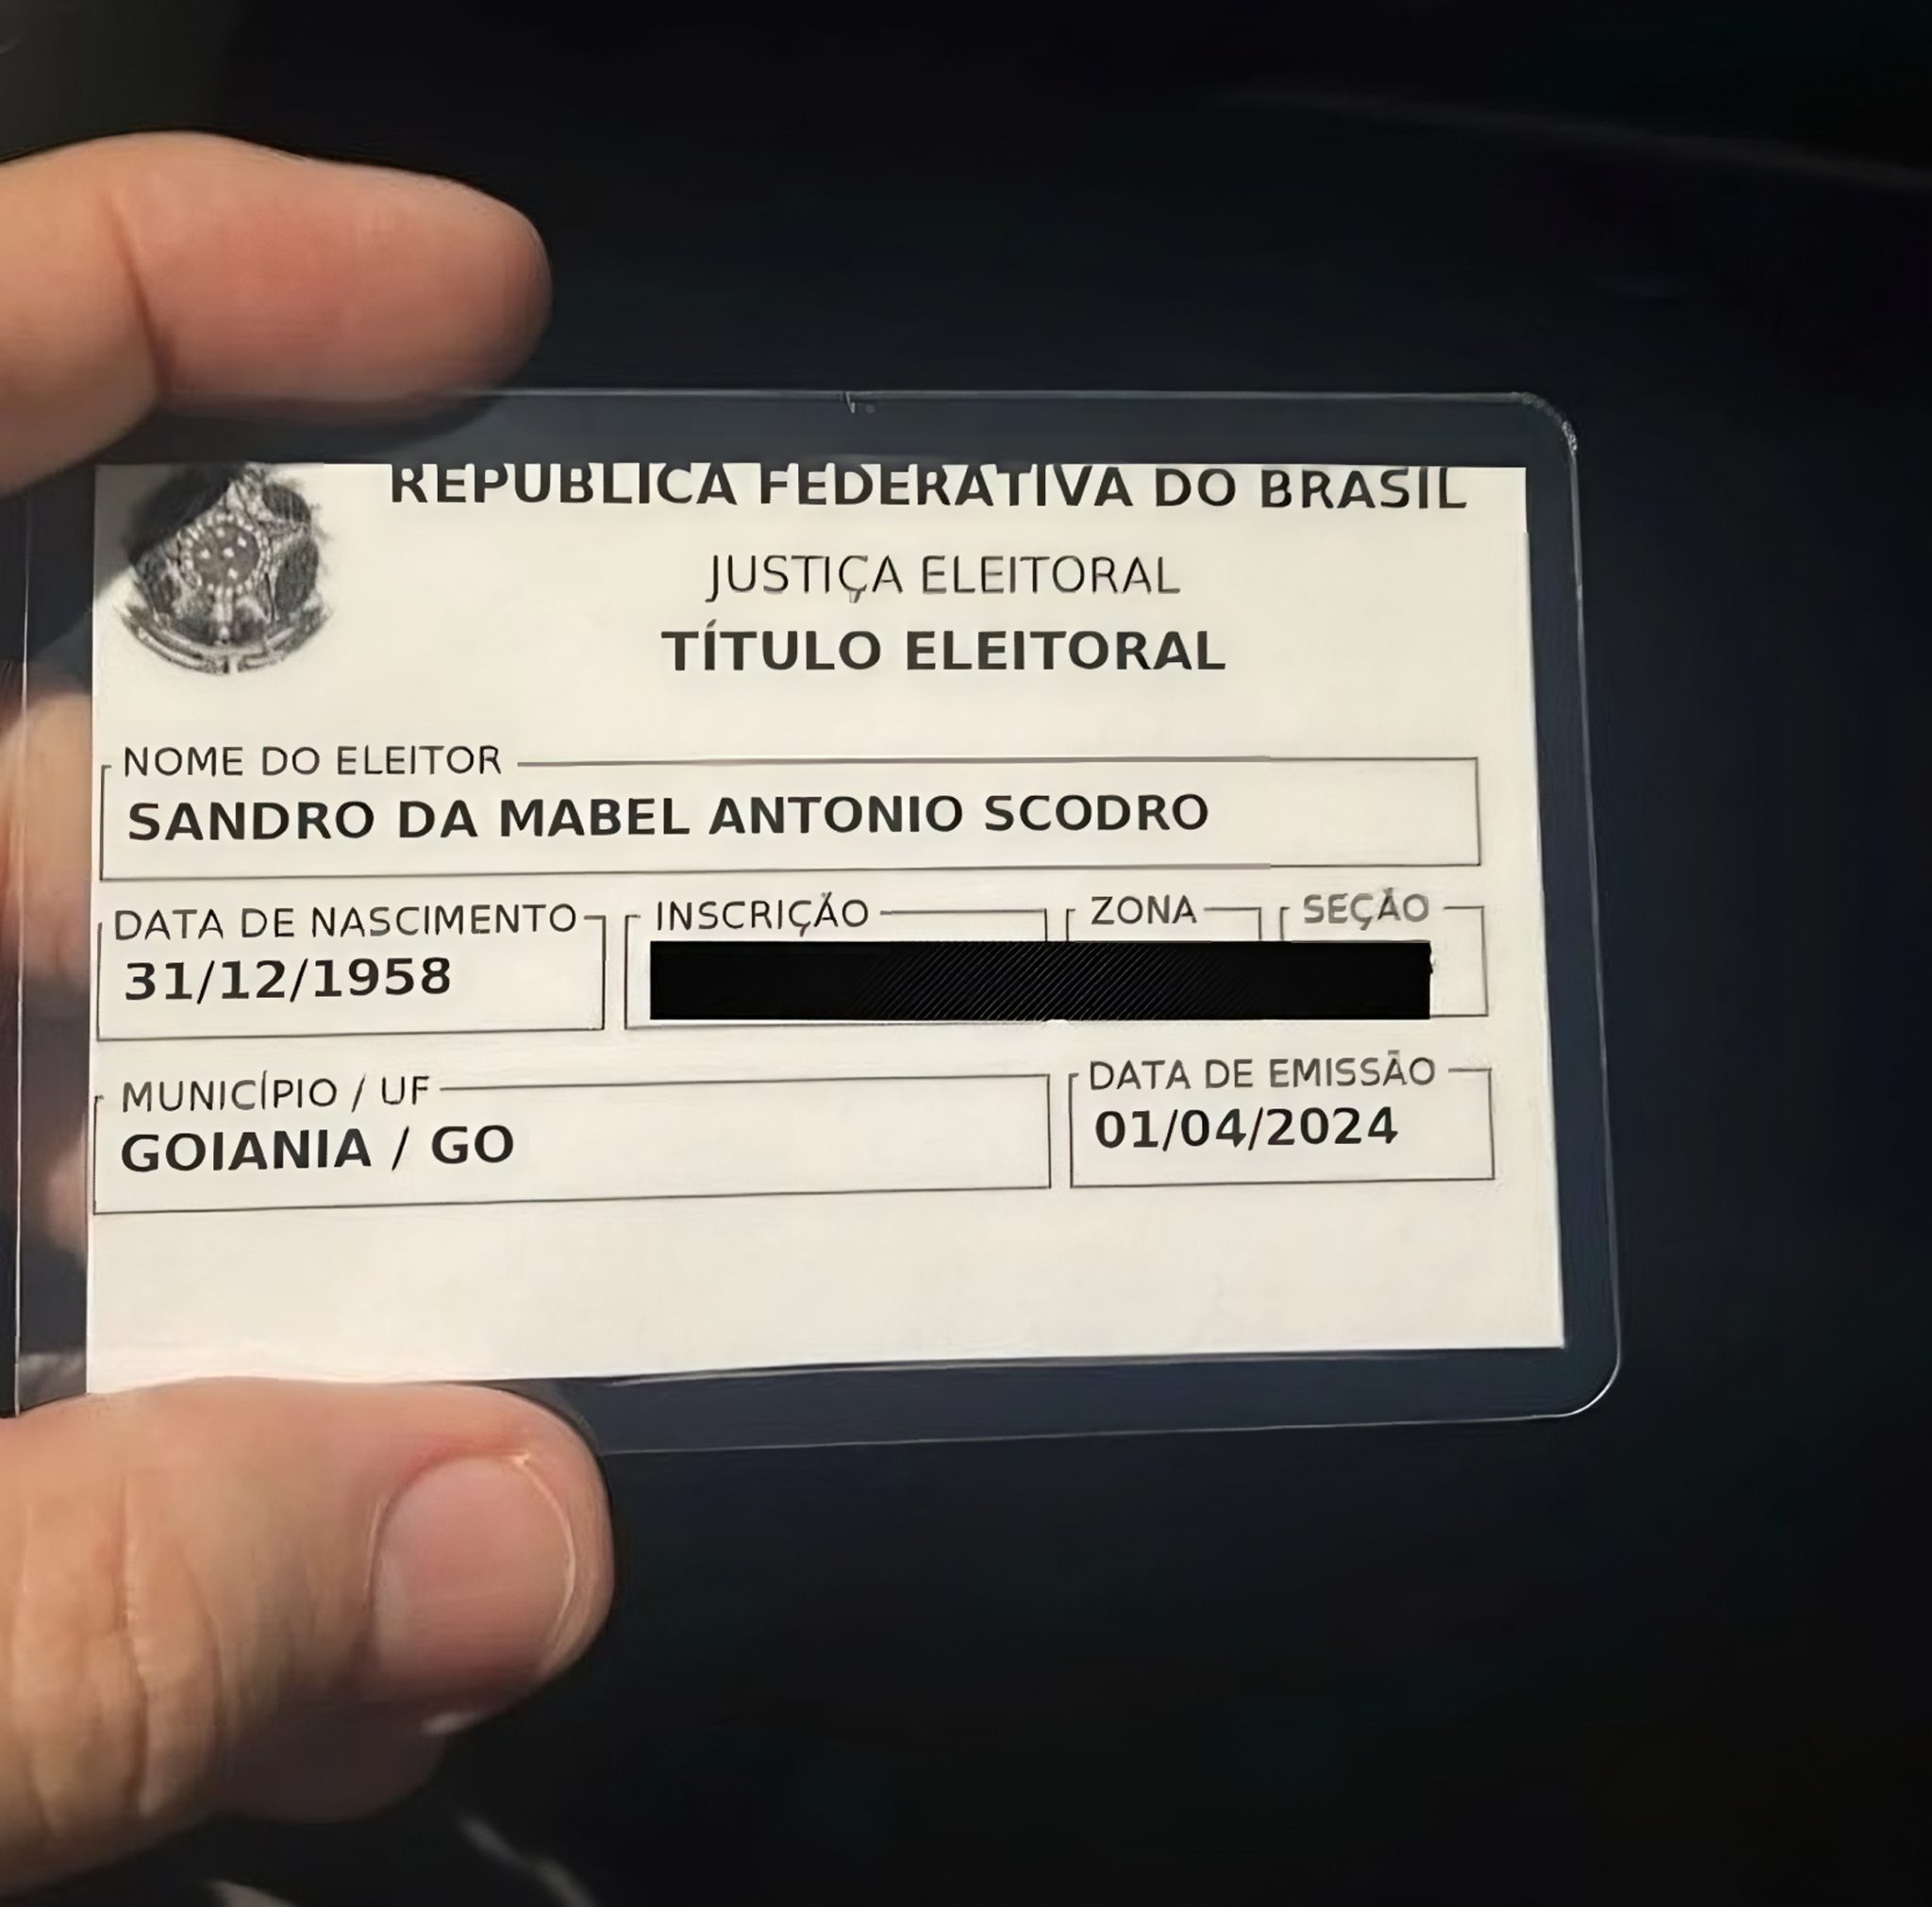 REPÚBLICA FEDERATIVA DO BRASIL
JUSTIÇA ELEITORAL
TÍTULO ELEITORAL
NOME DO ELEITOR
SANDRO DA MABEL ANTONIO SCODRO
DATA DE NASCIMENTO INSCRIÇÃO ZONA SEÇÃO
31/12/1958
MUNICÍPIO / UF DATA DE EMISSÃO
GOIANIA / GO 01/04/2024